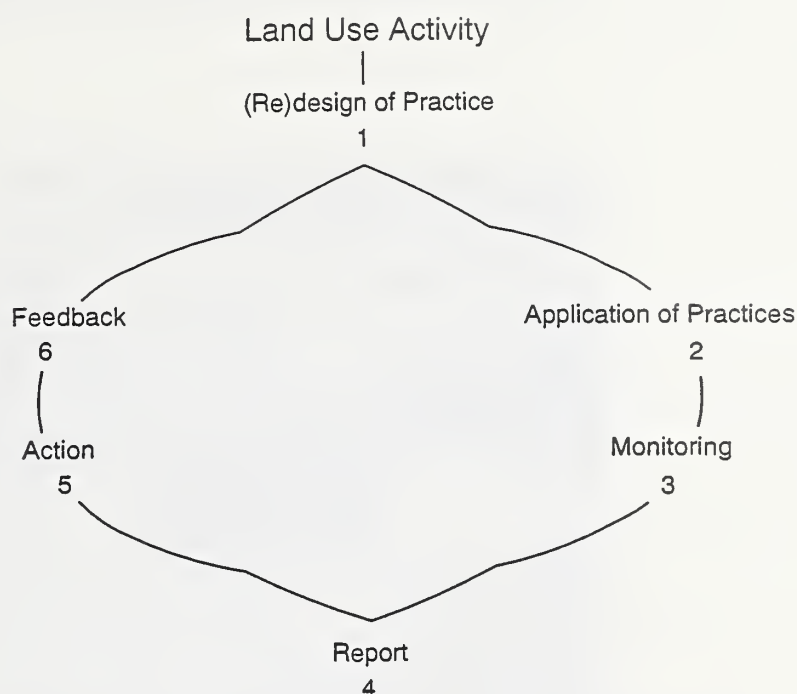 Land Use Activity
(Re)design of Practice
1
Feedback
6
Application of Practices
2
Action
5
Monitoring
3
Report
4